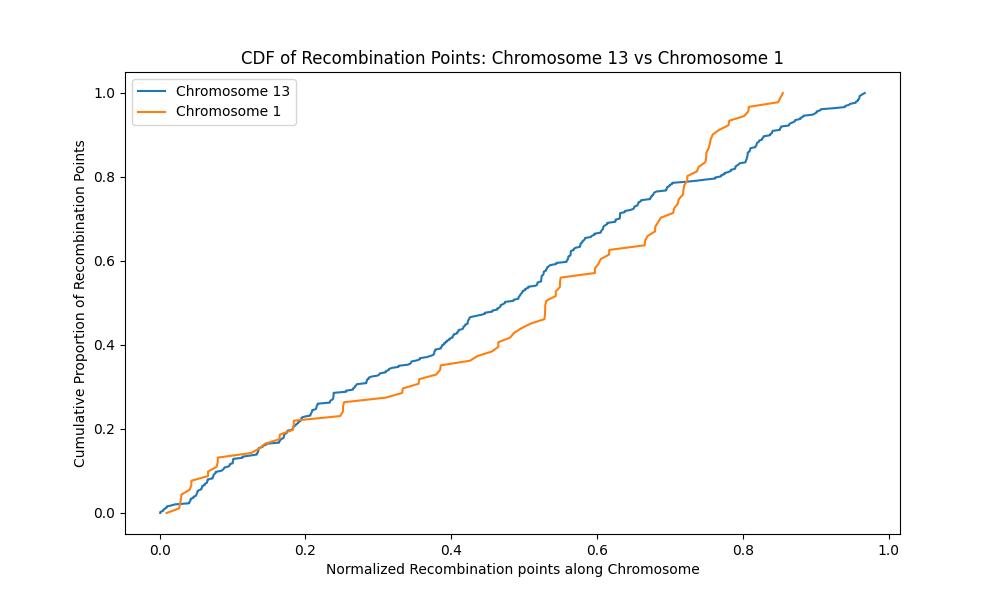 CDF of Recombination Points: Chromosome 13 vs Chromosome 1
Chromosome 13
Chromosome 1
1.0
0.8
0.6
0.4
0.2
0.0
Cumulative Proportion of Recombination Points
0.0 0.2 0.4 0.6 0.8 1.0
Normalized Recombination points along Chromosome